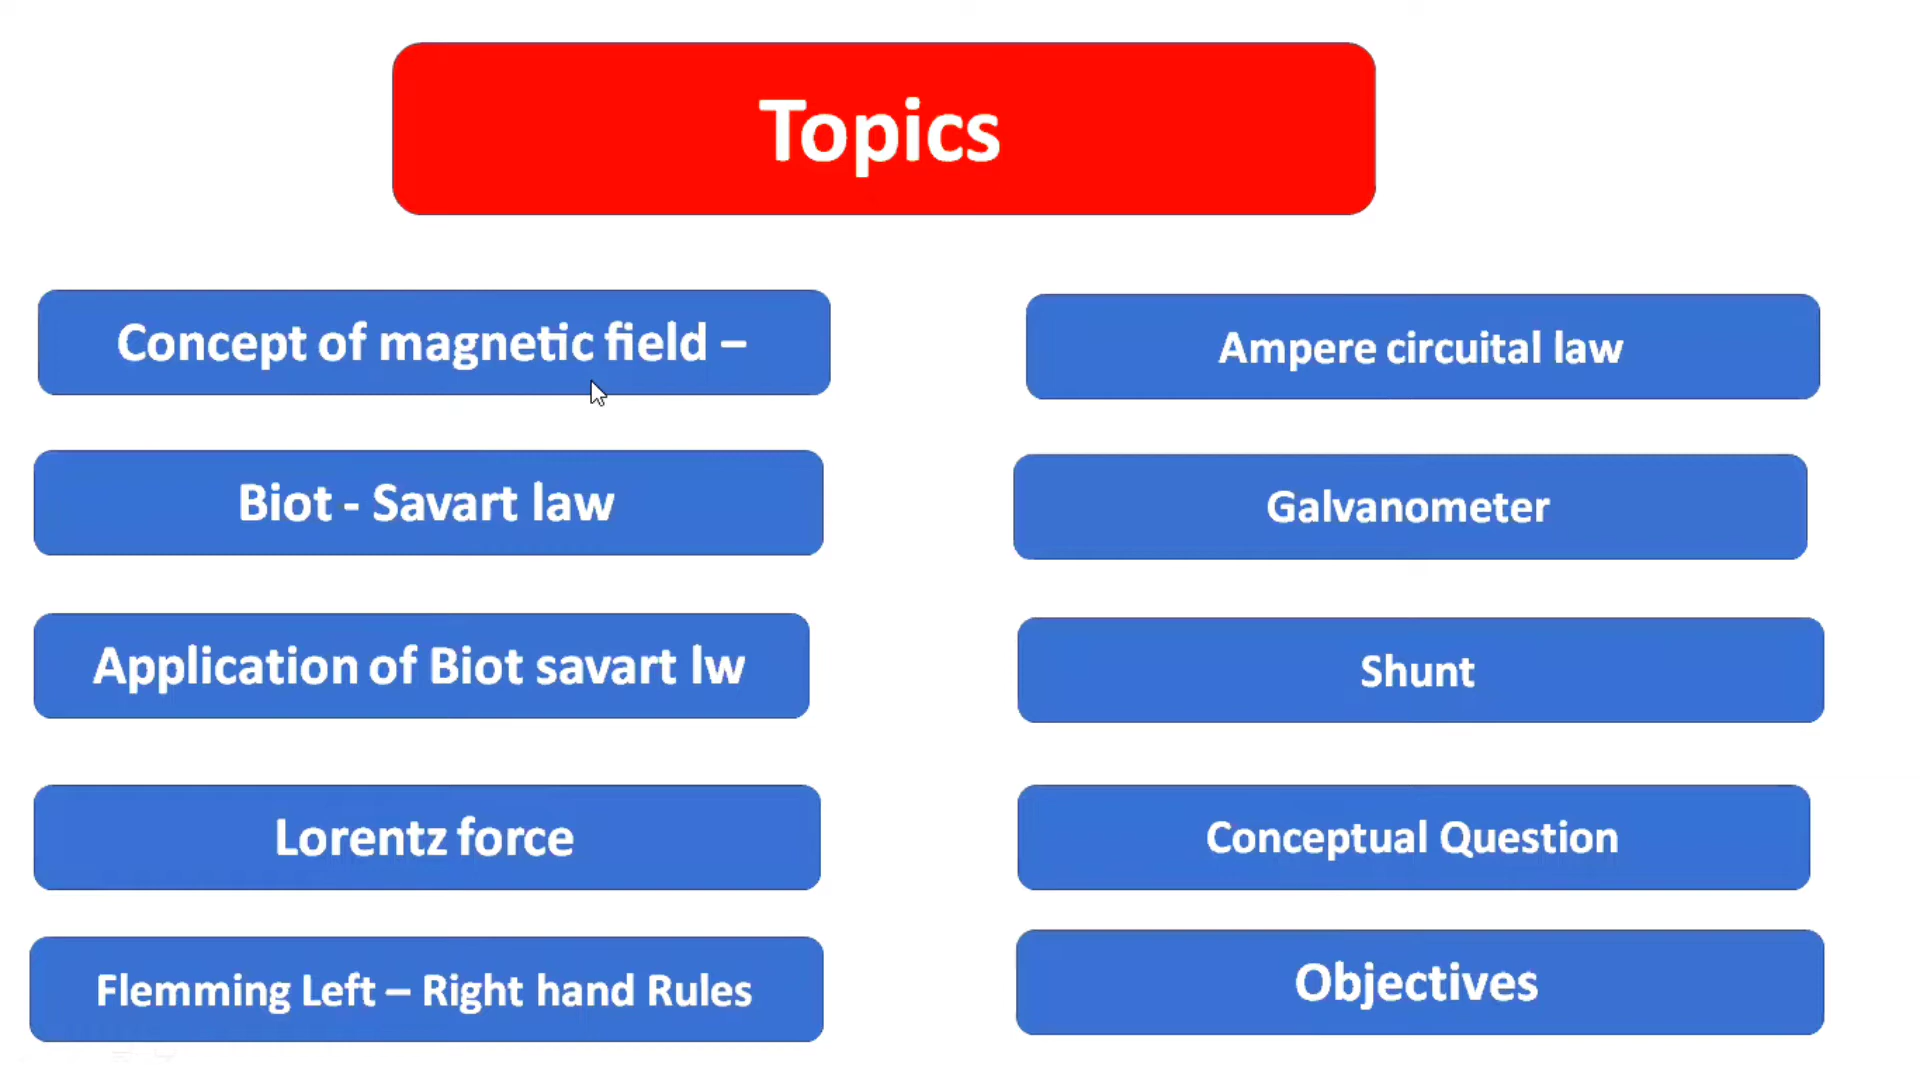 Topics
Concept of magnetic field –
Biot - Savart law
Application of Biot savart lw
Lorentz force
Flemming Left – Right hand Rules
Ampere circuital law
Galvanometer
Shunt
Conceptual Question
Objectives